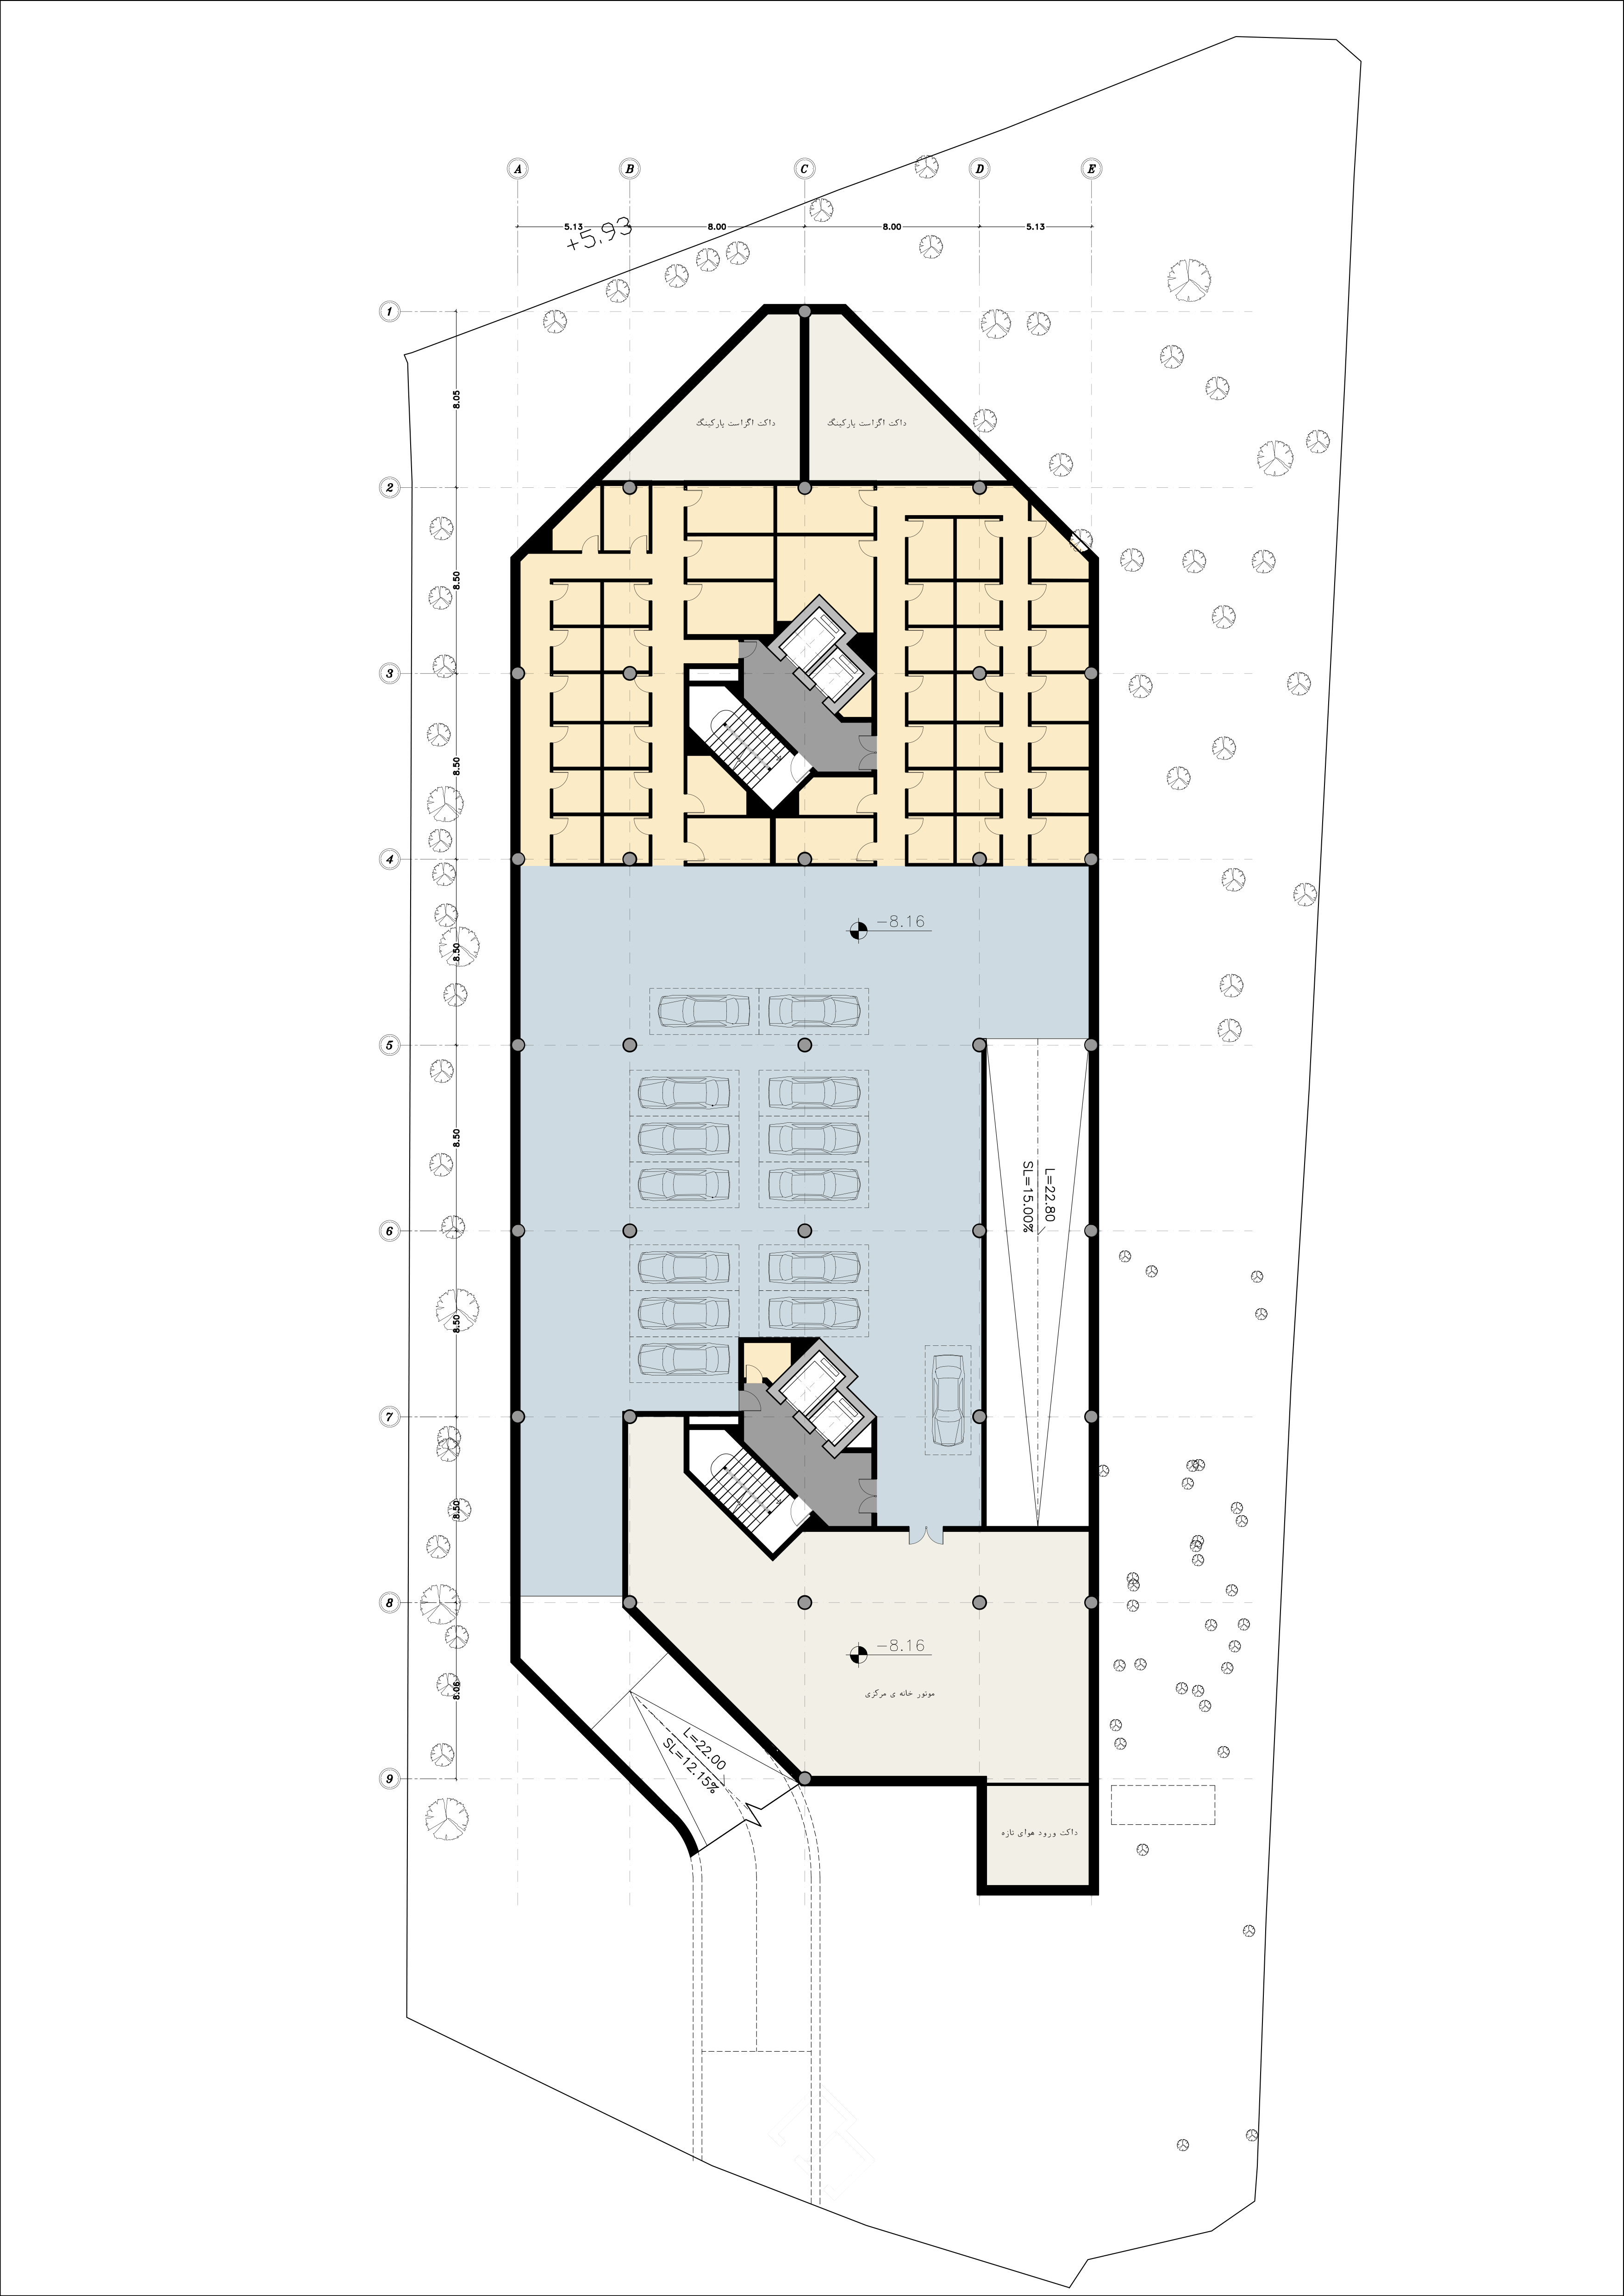 A
B
C
D
E
5.13
8.00
8.00
5.13
+5.93
1
8.05
داکت اگزاست پارکینگ
داکت اگزاست پارکینگ
2
8.50
3
8.50
4
-8.16
8.50
5
8.50
L=22.80
SL=15.00%
6
8.50
7
8.50
8
-8.16
موتور خانه ی مرکزی
8.06
L=22.00
SL=12.15%
9
داکت ورود هوای تازه